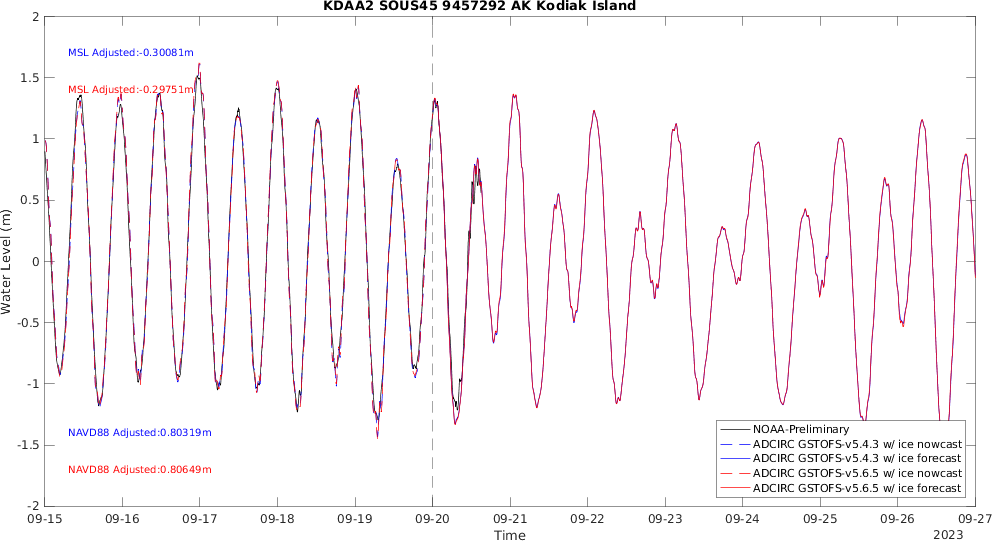 KDAA2 SOUS45 9457292 AK Kodiak Island
Water Level (m)
2
1.5
1
0.5
0
-0.5
-1
-1.5
-2
MSL Adjusted:-0.30081m
MSL Adjusted:-0.29751m
NAVD88 Adjusted:0.80319m
NAVD88 Adjusted:0.80649m
NOAA-Preliminary
ADCIRC GSTOFS-v5.4.3 w/ ice nowcast
ADCIRC GSTOFS-v5.4.3 w/ ice forecast
ADCIRC GSTOFS-v5.6.5 w/ ice nowcast
ADCIRC GSTOFS-v5.6.5 w/ ice forecast
09-15 09-16 09-17 09-18 09-19 09-20 09-21 09-22 09-23 09-24 09-25 09-26 09-27
Time
2023